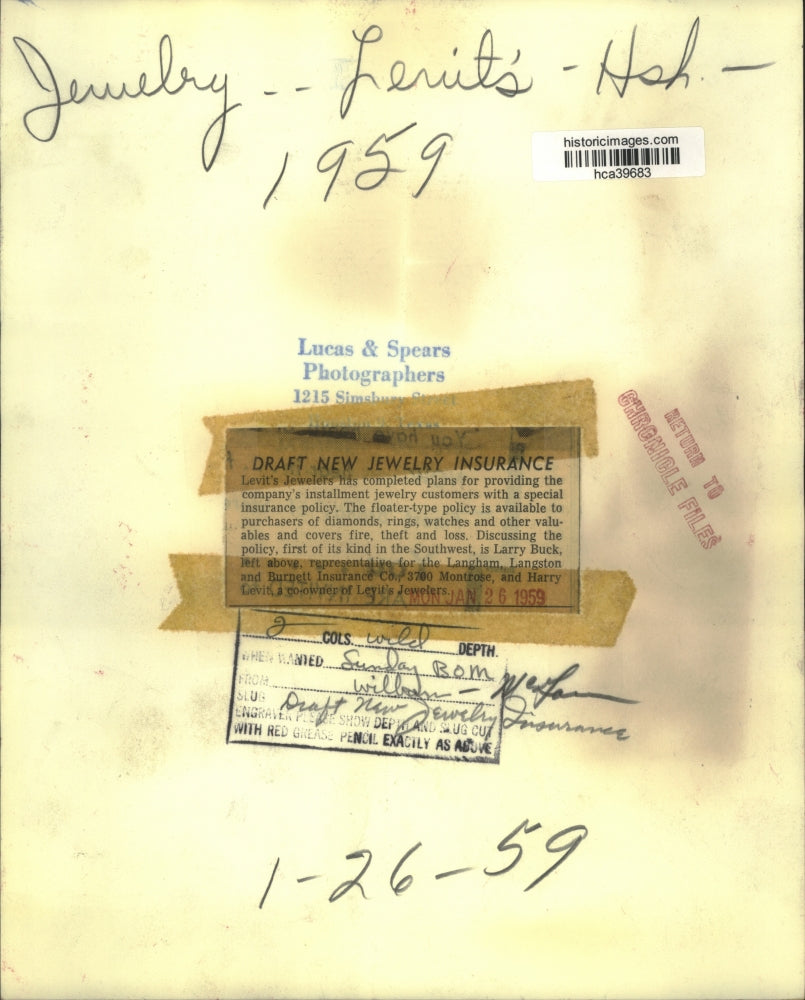 Jewelry -- Levit's - Hsh. -
1959
historicimages.com
hca39683
Lucas & Spears
Photographers
1215 Simsbury Street
RETURN TO
CHRONICLE FILES
DRAFT NEW JEWELRY INSURANCE
Levit's Jewelers has completed plans for providing the
company's installment jewelry customers with a special
insurance policy. The floater-type policy is available to
purchasers of diamonds, rings, watches and other valu-
ables and covers fire, theft and loss. Discussing the
policy, first of its kind in the Southwest, is Larry Buck,
left above, representative for the Langham, Langston
and Burnett Insurance Co., 3700 Montrose, and Harry
Levit, a co-owner of Levit's Jewelers.
MON JAN 26 1959
2 COLS. wild DEPTH.
WHEN WANTED Sunday BOM
FROM
SLUG Draft New Jewelry Insurance
ENGRAVER PLEASE SHOW DEPTH AND SLUG CUT
WITH RED GREASE PENCIL EXACTLY AS ABOVE
1-26-59